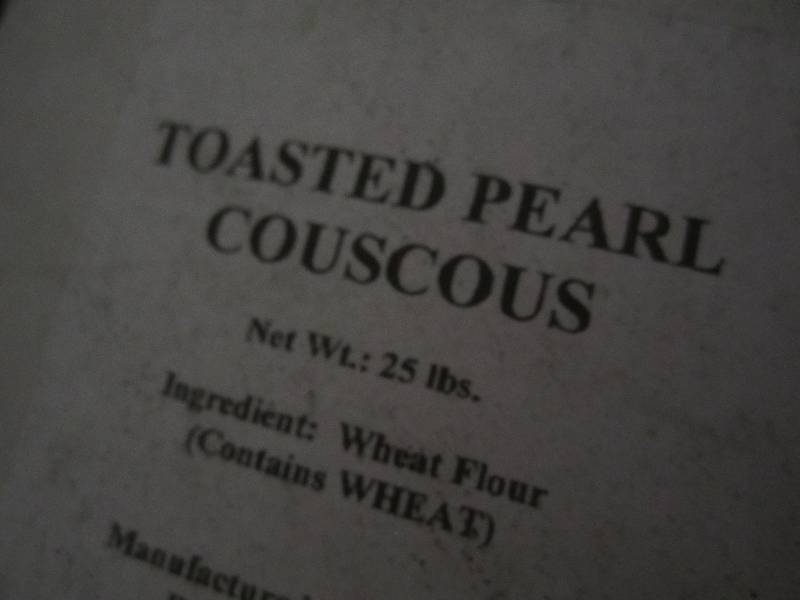 TOASTED PEARL
COUSCOUS
Net Wt.: 25 lbs.
Ingredient: Wheat Flour
(Contains WHEAT)